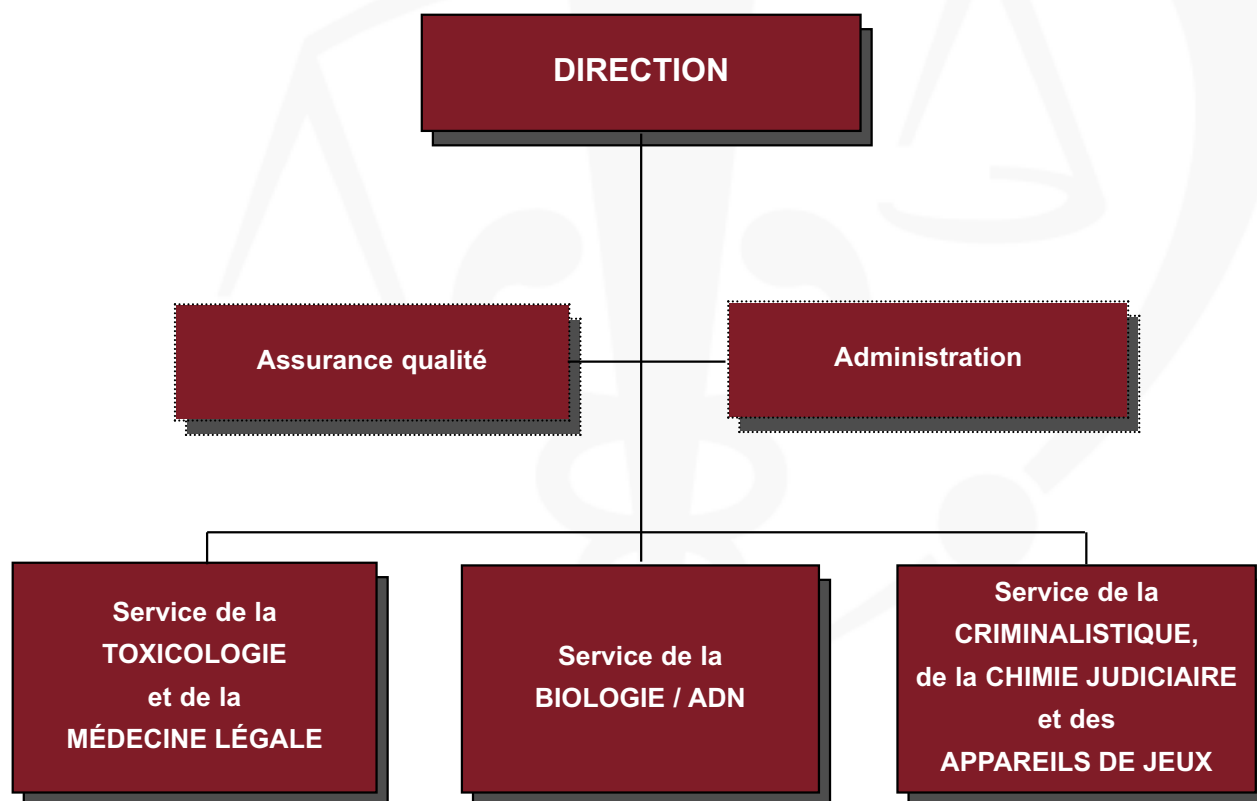 DIRECTION
Assurance qualité
Administration
Service de la
TOXICOLOGIE
et de la
MÉDECINE LÉGALE
Service de la
BIOLOGIE / ADN
Service de la
CRIMINALISTIQUE,
de la CHIMIE JUDICIAIRE
et des
APPAREILS DE JEUX